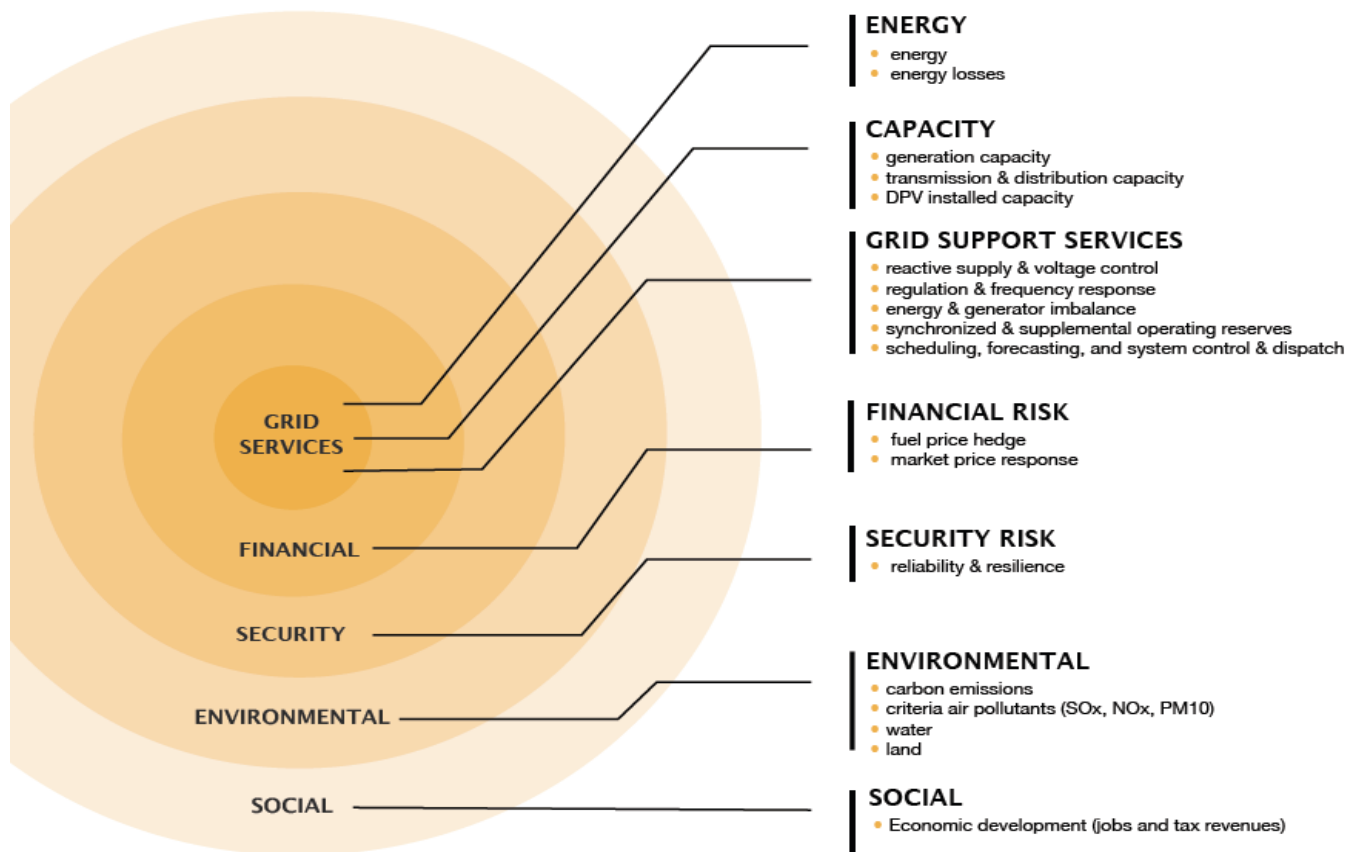 ENERGY
energy
energy losses
CAPACITY
generation capacity
transmission & distribution capacity
DPV installed capacity
GRID SUPPORT SERVICES
reactive supply & voltage control
regulation & frequency response
energy & generator imbalance
synchronized & supplemental operating reserves
scheduling, forecasting, and system control & dispatch
GRID
SERVICES
FINANCIAL RISK
fuel price hedge
market price response
FINANCIAL
SECURITY RISK
reliability & resilience
SECURITY
ENVIRONMENTAL
carbon emissions
criteria air pollutants (SOx, NOx, PM10)
water
land
ENVIRONMENTAL
SOCIAL
Economic development (jobs and tax revenues)
SOCIAL